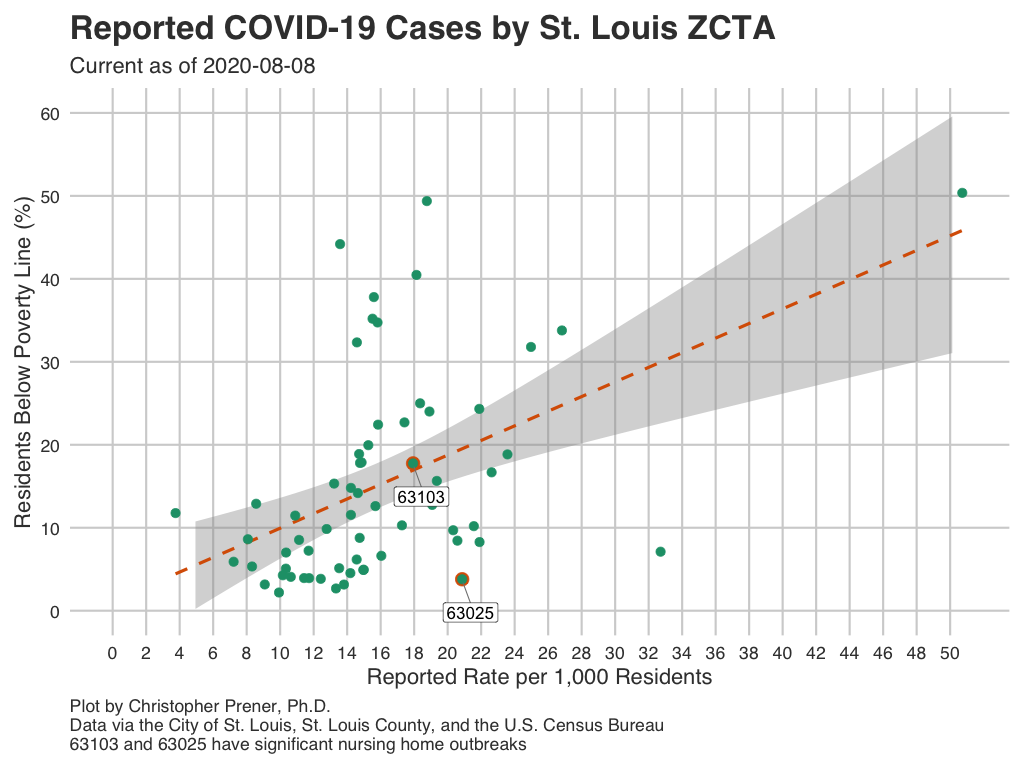 Reported COVID-19 Cases by St. Louis ZCTA
Current as of 2020-08-08
Residents Below Poverty Line (%)
60
50
40
30
20
10
0
63103
63025
0 2 4 6 8 10 12 14 16 18 20 22 24 26 28 30 32 34 36 38 40 42 44 46 48 50
Reported Rate per 1,000 Residents
Plot by Christopher Prener, Ph.D.
Data via the City of St. Louis, St. Louis County, and the U.S. Census Bureau
63103 and 63025 have significant nursing home outbreaks